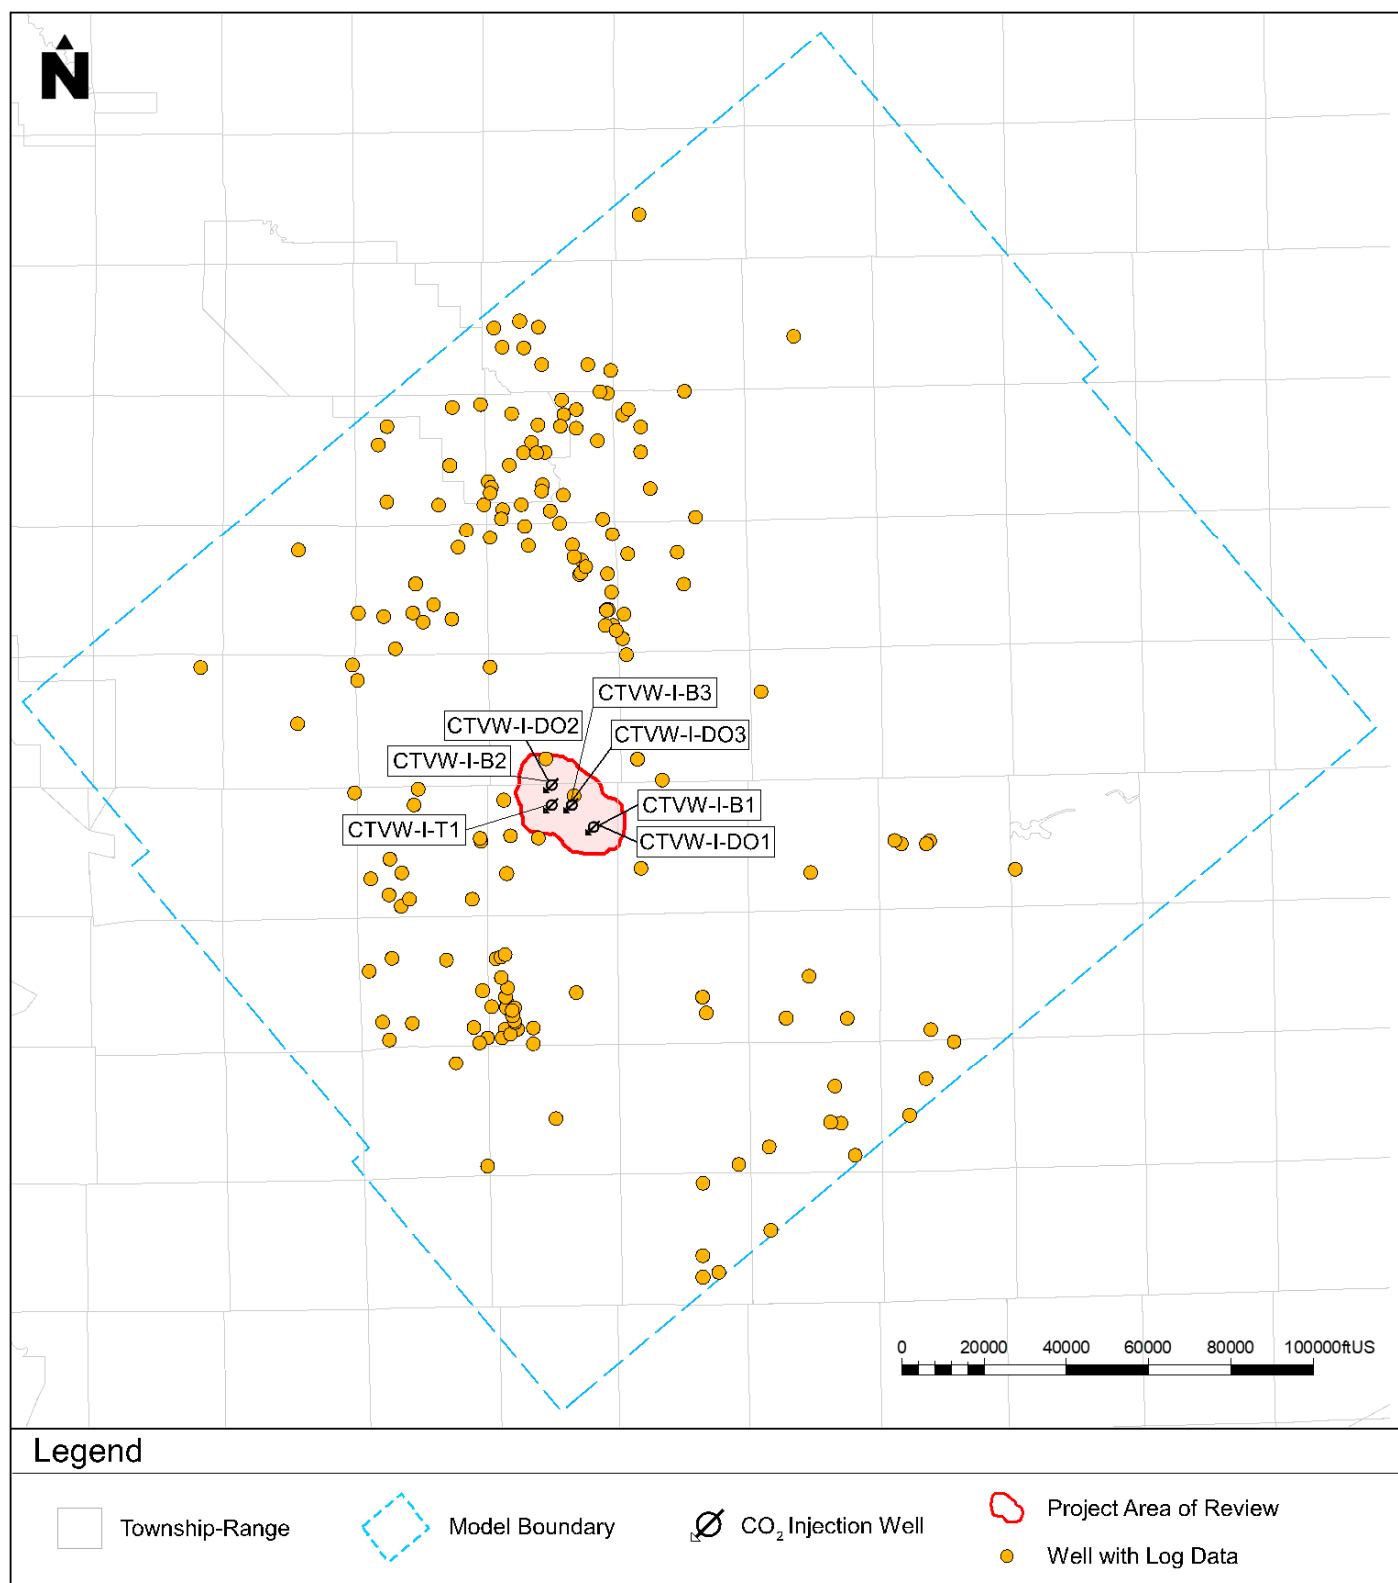 N
CTVW-I-B3
CTVW-I-DO2
CTVW-I-DO3
CTVW-I-B2
CTVW-I-B1
CTVW-I-T1
CTVW-I-DO1
0 20000 40000 60000 80000 100000ftUS
Legend
Township-Range
Model Boundary
CO2 Injection Well
Project Area of Review
Well with Log Data